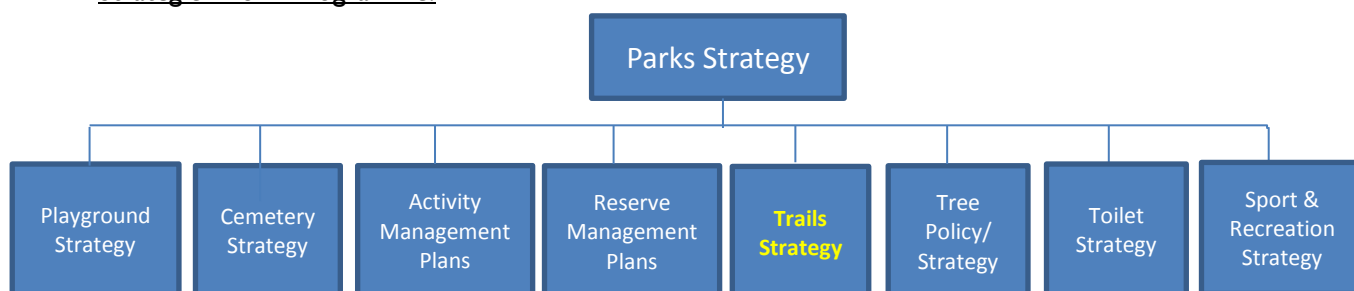 Parks Strategy
Playground
Strategy
Cemetery
Strategy
Activity
Management
Plans
Reserve
Management
Plans
Trails
Strategy
Tree
Policy/
Strategy
Toilet
Strategy
Sport &
Recreation
Strategy